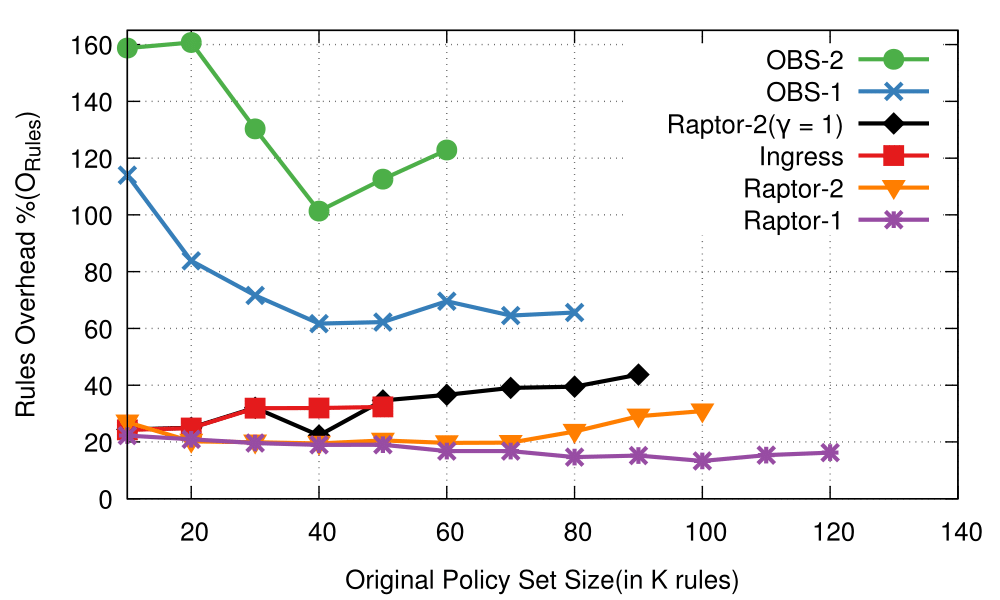 160
140
120
100
80
60
40
20
0
Rules Overhead %(O_Rules)
OBS-2
OBS-1
Raptor-2(γ = 1)
Ingress
Raptor-2
Raptor-1
20 40 60 80 100 120 140
Original Policy Set Size(in K rules)